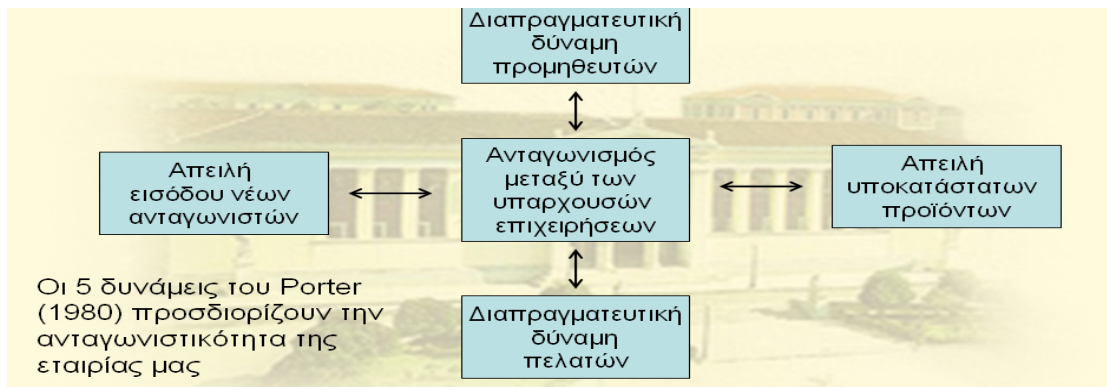 Διαπραγματευτική
δύναμη
προμηθευτών
Απειλή
εισόδου νέων
ανταγωνιστών
Ανταγωνισμός
μεταξύ των
υπαρχουσών
επιχειρήσεων
Απειλή
υποκατάστατων
προϊόντων
Οι 5 δυνάμεις του Porter
(1980) προσδιορίζουν την
ανταγωνιστικότητα της
εταιρίας μας
Διαπραγματευτική
δύναμη
πελατών